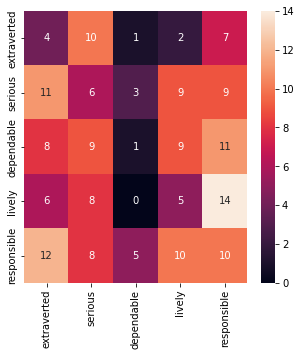 extraverted 4 10 1 2 7
serious 11 6 3 9 9
dependable 8 9 1 9 11
lively 6 8 0 5 14
responsible 12 8 5 10 10
extraverted serious dependable lively responsible
14
12
10
8
6
4
2
0